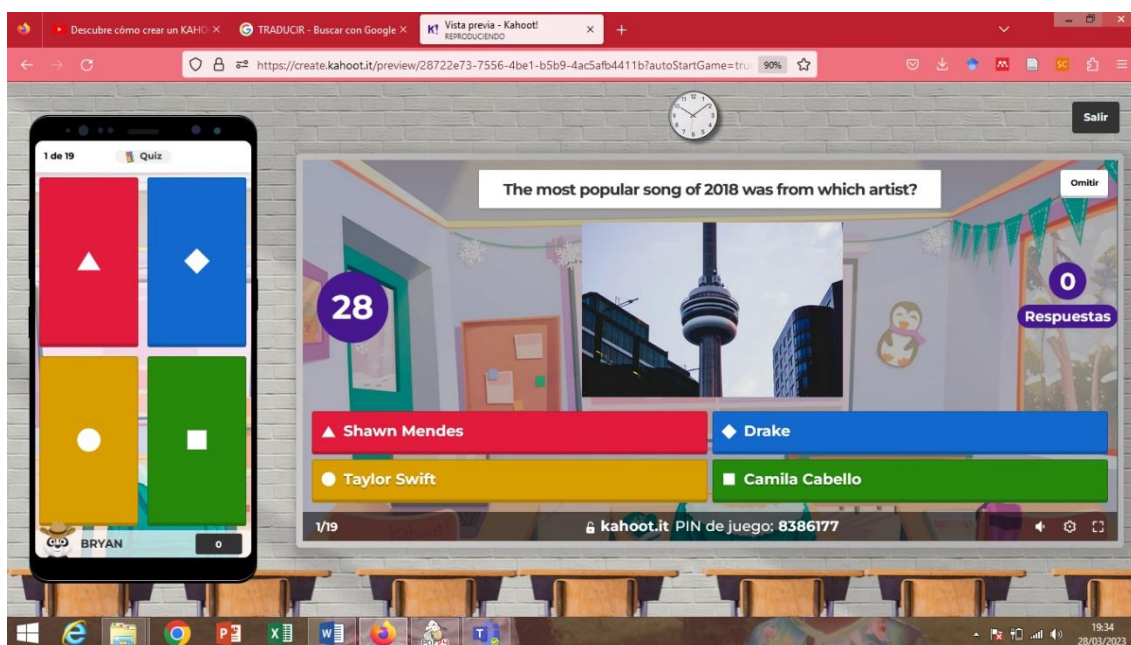 Descubre cómo crear un KAHO
TRADUCIR - Buscar con Google
K! Vista previa - Kahoot!
REPRODUCIENDO
https://create.kahoot.it/preview/28722e73-7556-4be1-b5b9-4ac5afb4411b?autoStartGame=tru
90%
SC
Salir
1 de 19
Quiz
The most popular song of 2018 was from which artist?
Omitir
28
0
Respuestas
Shawn Mendes
Drake
Taylor Swift
Camila Cabello
1/19
kahoot.it PIN de juego: 8386177
BRYAN
0
19:34
28/03/2023